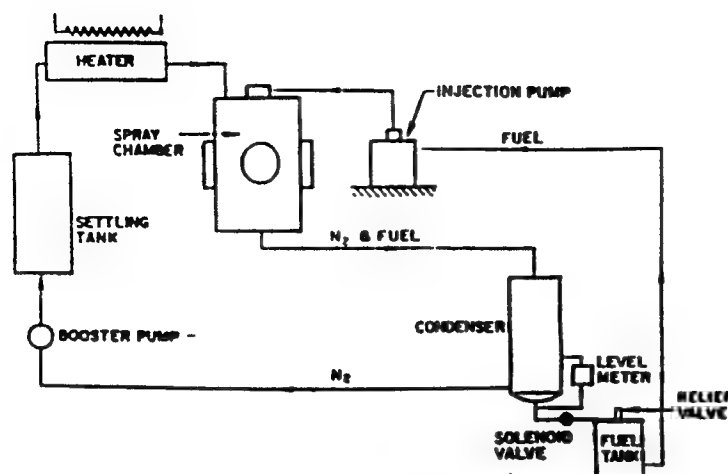 HEATER
INJECTION PUMP
SPRAY
CHAMBER
FUEL
SETTLING
TANK
N₂ & FUEL
CONDENSER
BOOSTER PUMP -
LEVEL
METER
N₂
RELIEF
VALVE
SOLENOID
VALVE
FUEL
TANK